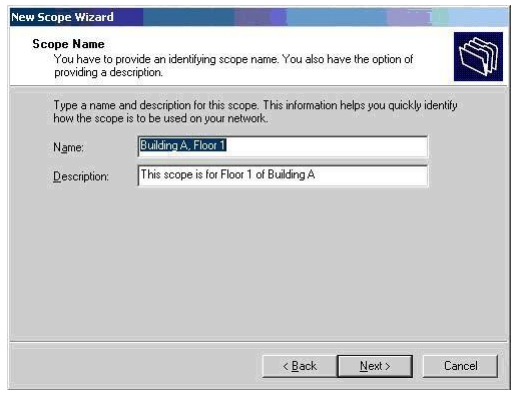 New Scope Wizard
Scope Name
You have to provide an identifying scope name. You also have the option of
providing a description.
Type a name and description for this scope. This information helps you quickly identify
how the scope is to be used on your network.
Name:
Building A, Floor 1
Description:
This scope is for Floor 1 of Building A
< Back
Next >
Cancel